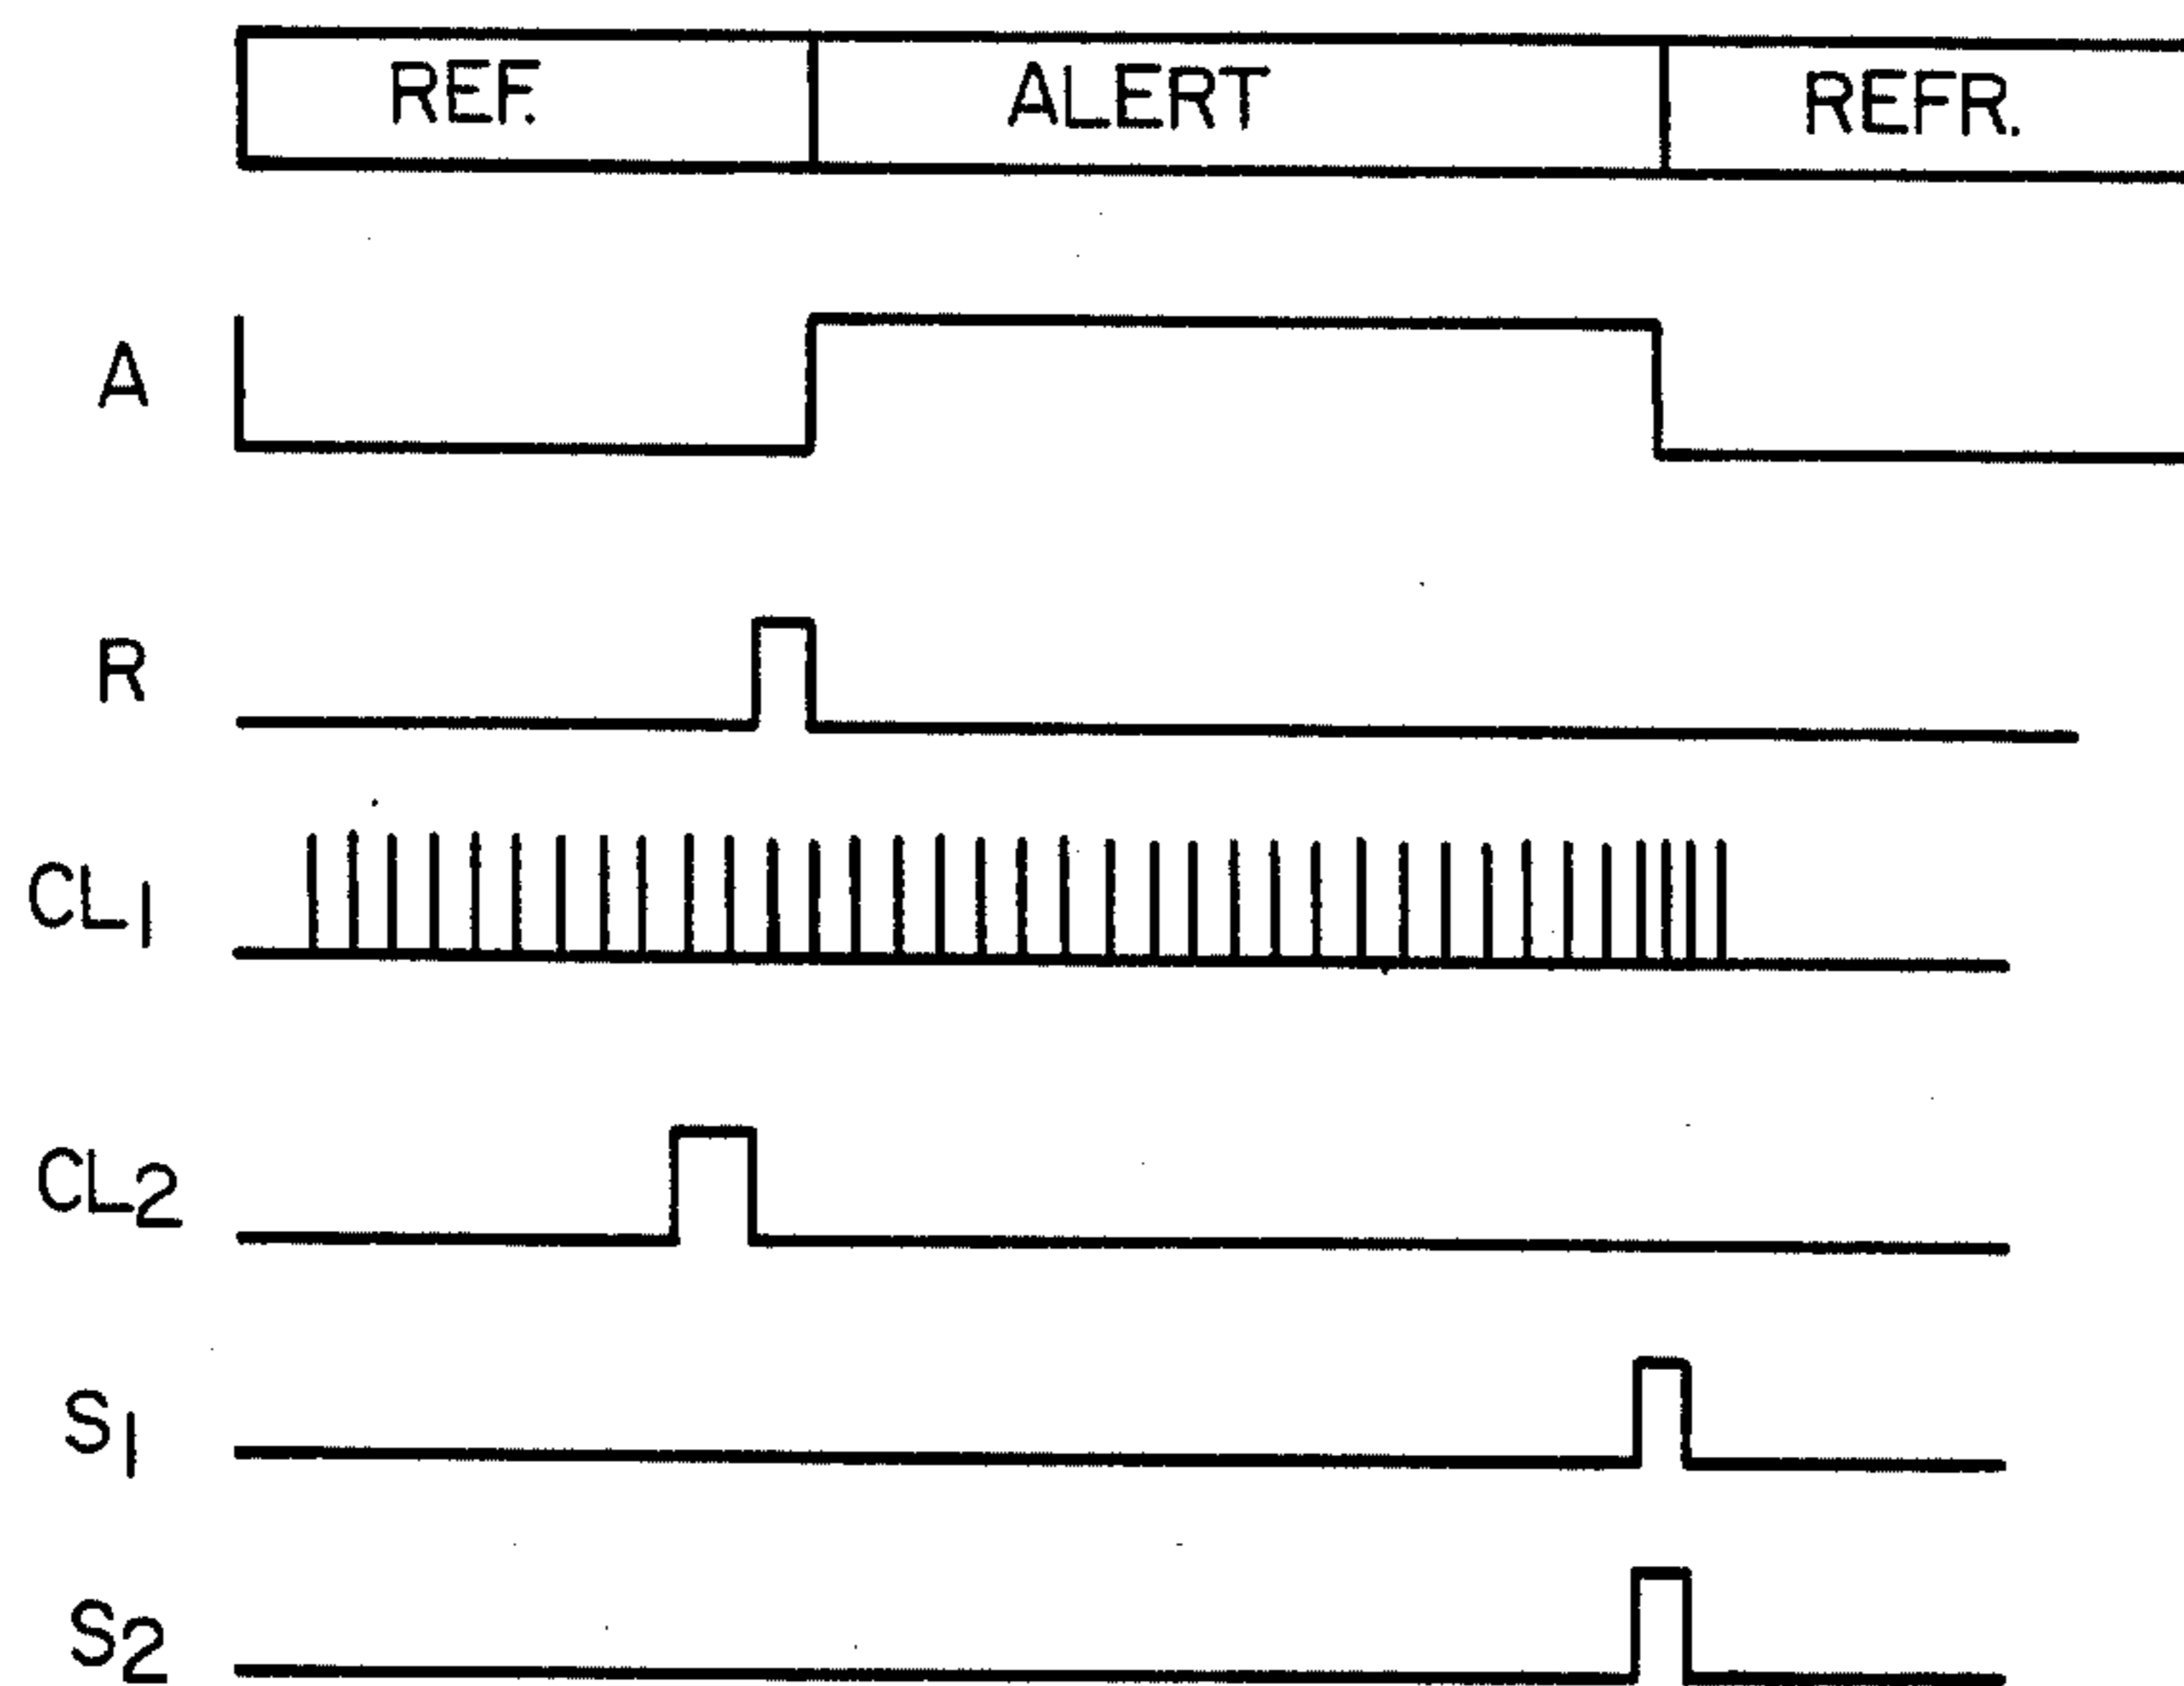 REF. ALERT REFR.
A
R
CL1
CL2
S1
S2